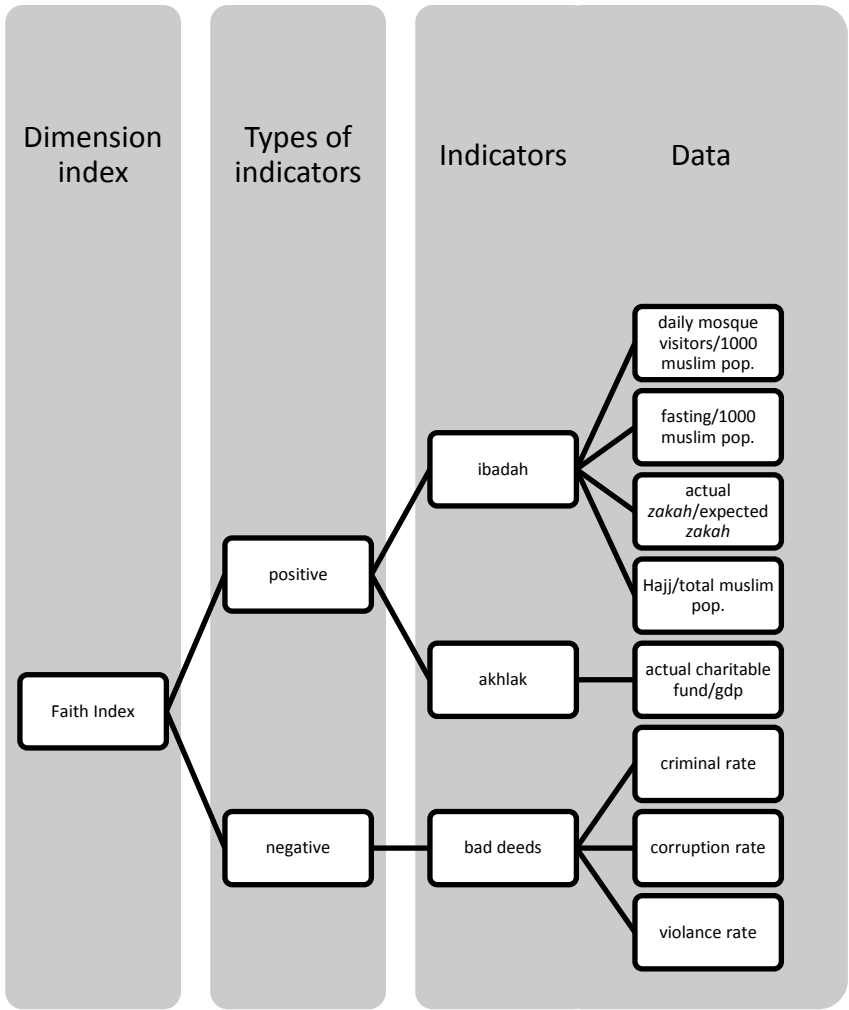 Dimension
index
Types of
indicators
Indicators
Data
daily mosque
visitors/1000
muslim pop.
fasting/1000
muslim pop.
ibadah
actual
zakah/expected
zakah
positive
Hajj/total muslim
pop.
akhlak
actual charitable
fund/gdp
Faith Index
criminal rate
negative
bad deeds
corruption rate
violance rate